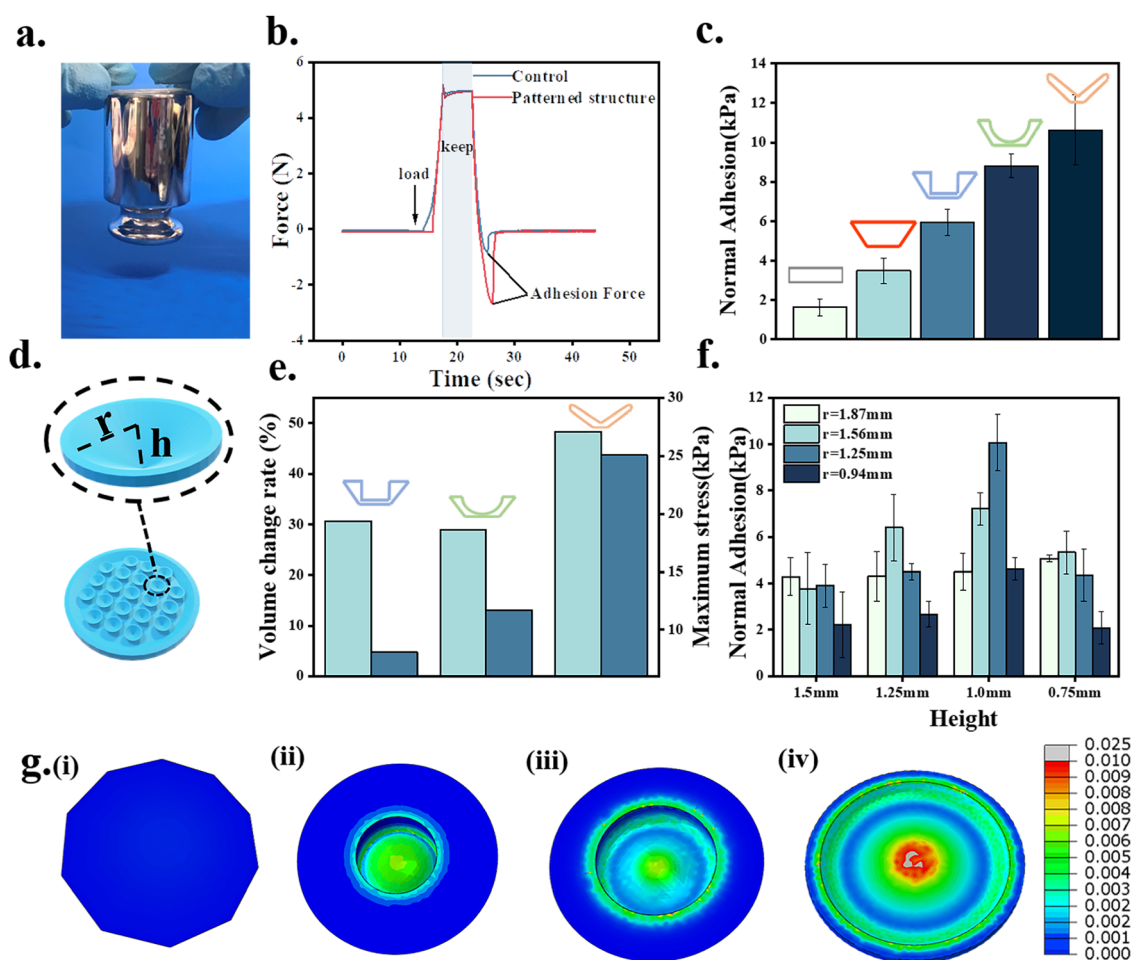 a.
b.
6
4
2
0
-2
-4
Force (N)
Control
Patterned structure
keep
load
Adhesion Force
0
10
20
30
40
50
Time (sec)
c.
14
12
10
8
6
4
2
0
Normal Adhesion(kPa)
d.
r
h
e.
50
40
30
20
10
0
Volume change rate (%)
30
25
20
15
10
Maximum stress(kPa)
f.
12
10
8
6
4
2
0
Normal Adhesion(kPa)
r=1.87mm
r=1.56mm
r=1.25mm
r=0.94mm
1.5mm
1.25mm
1.0mm
0.75mm
Height
g.
(i)
(ii)
(iii)
(iv)
0.025
0.010
0.009
0.009
0.008
0.007
0.006
0.005
0.004
0.003
0.002
0.002
0.001
0.000